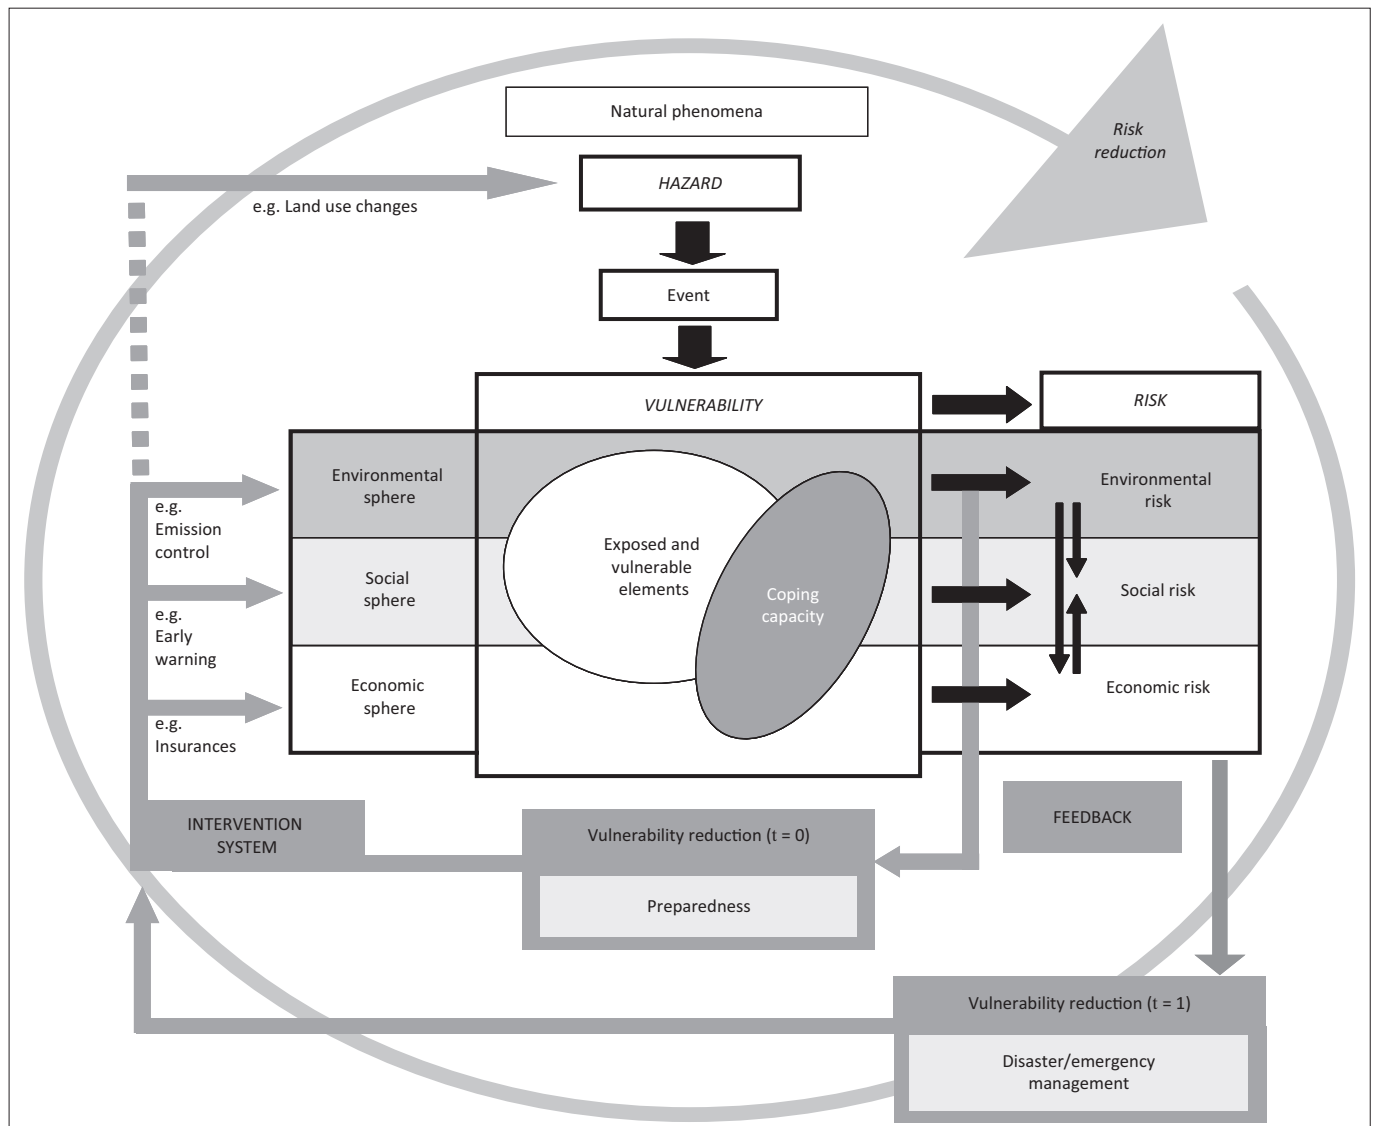 Natural phenomena
Risk
reduction
HAZARD
e.g. Land use changes
Event
VULNERABILITY
RISK
Environmental
sphere
Environmental
risk
e.g.
Emission
control
Exposed and
vulnerable
elements
Social
sphere
Coping
capacity
Social risk
e.g.
Early
warning
Economic
sphere
Economic risk
e.g.
Insurances
INTERVENTION
SYSTEM
Vulnerability reduction (t = 0)
FEEDBACK
Preparedness
Vulnerability reduction (t = 1)
Disaster/emergency
management